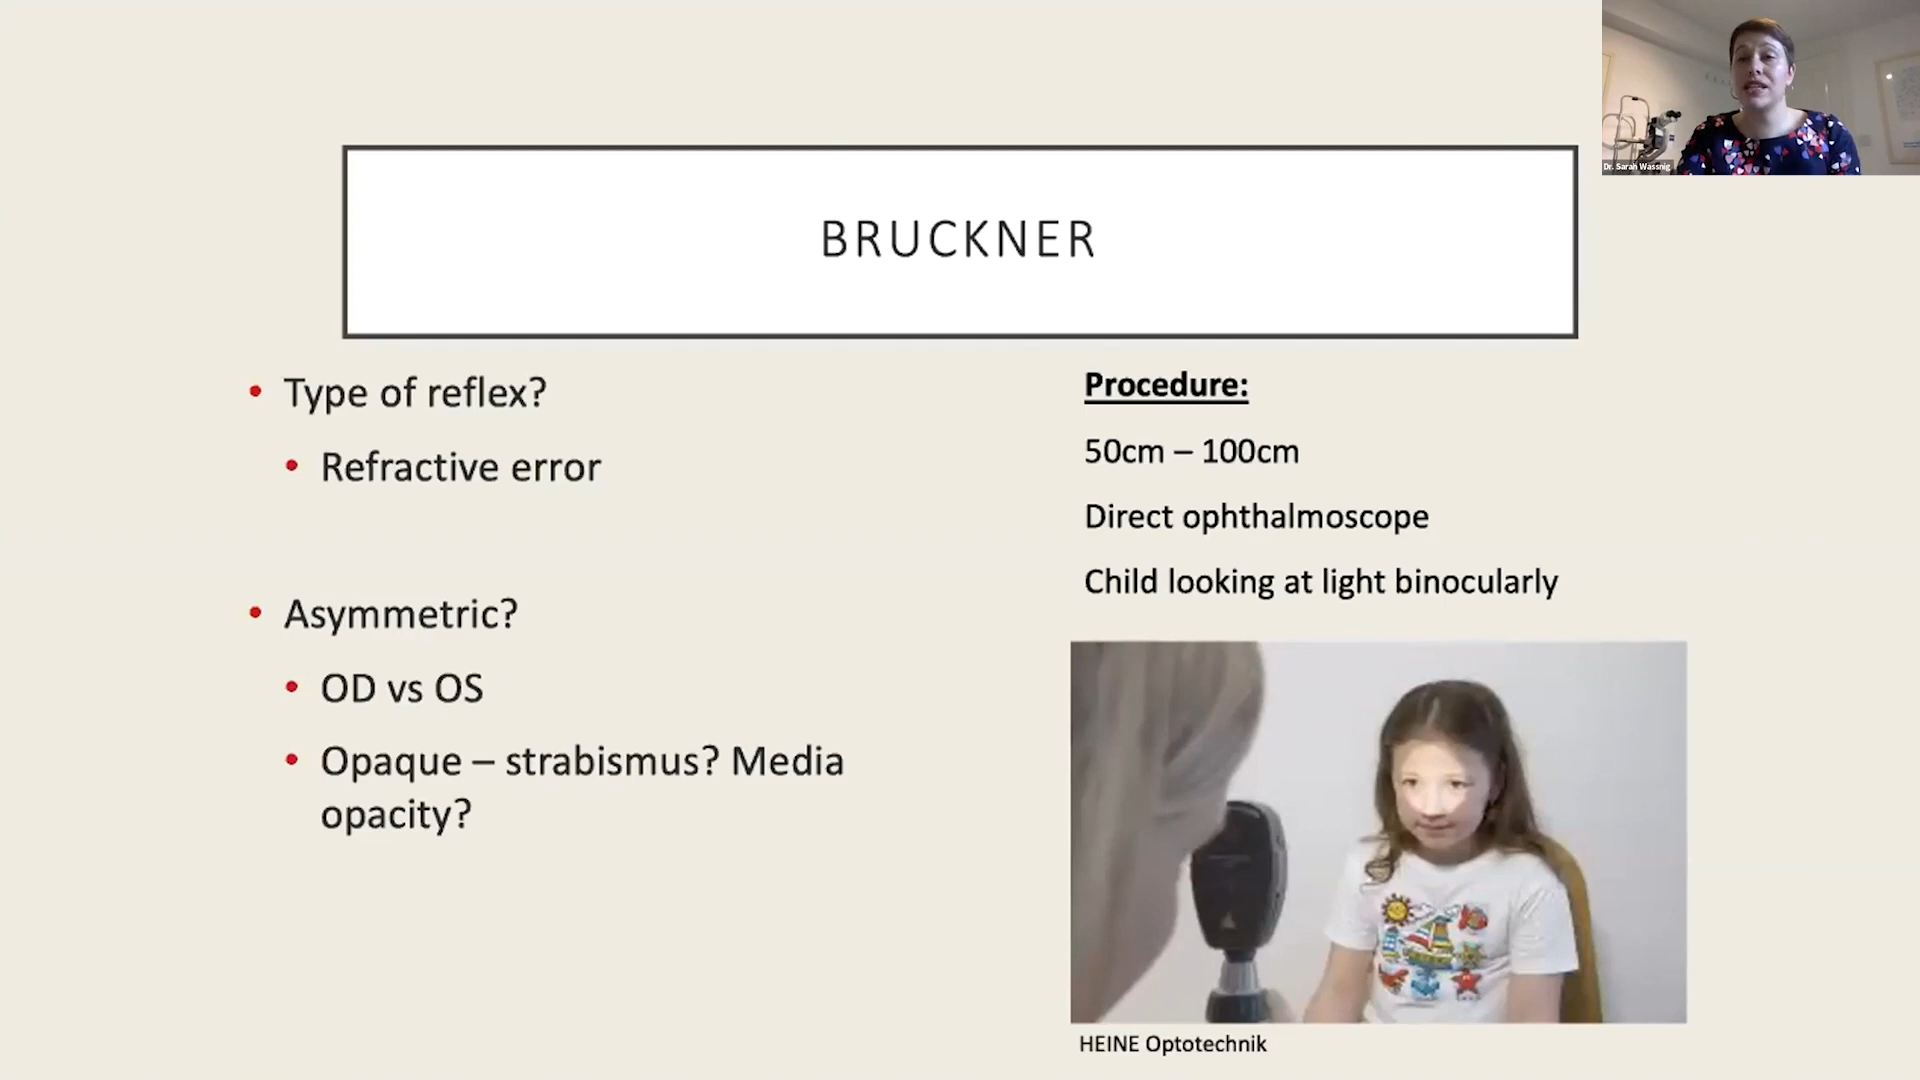 BRUCKNER
• Type of reflex?
• Refractive error
• Asymmetric?
• OD vs OS
• Opaque – strabismus? Media
opacity?
Procedure:
50cm – 100cm
Direct ophthalmoscope
Child looking at light binocularly
HEINE Optotechnik
Dr. Sarah Wassnig